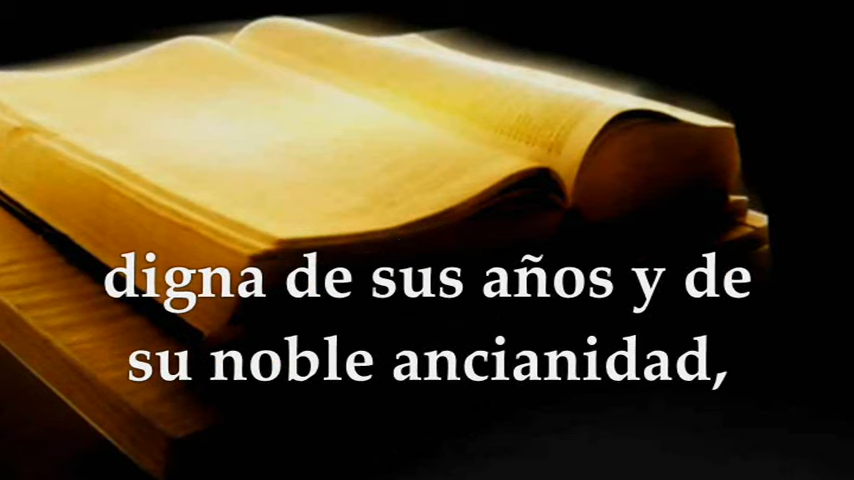 digna de sus años y de
su noble ancianidad,